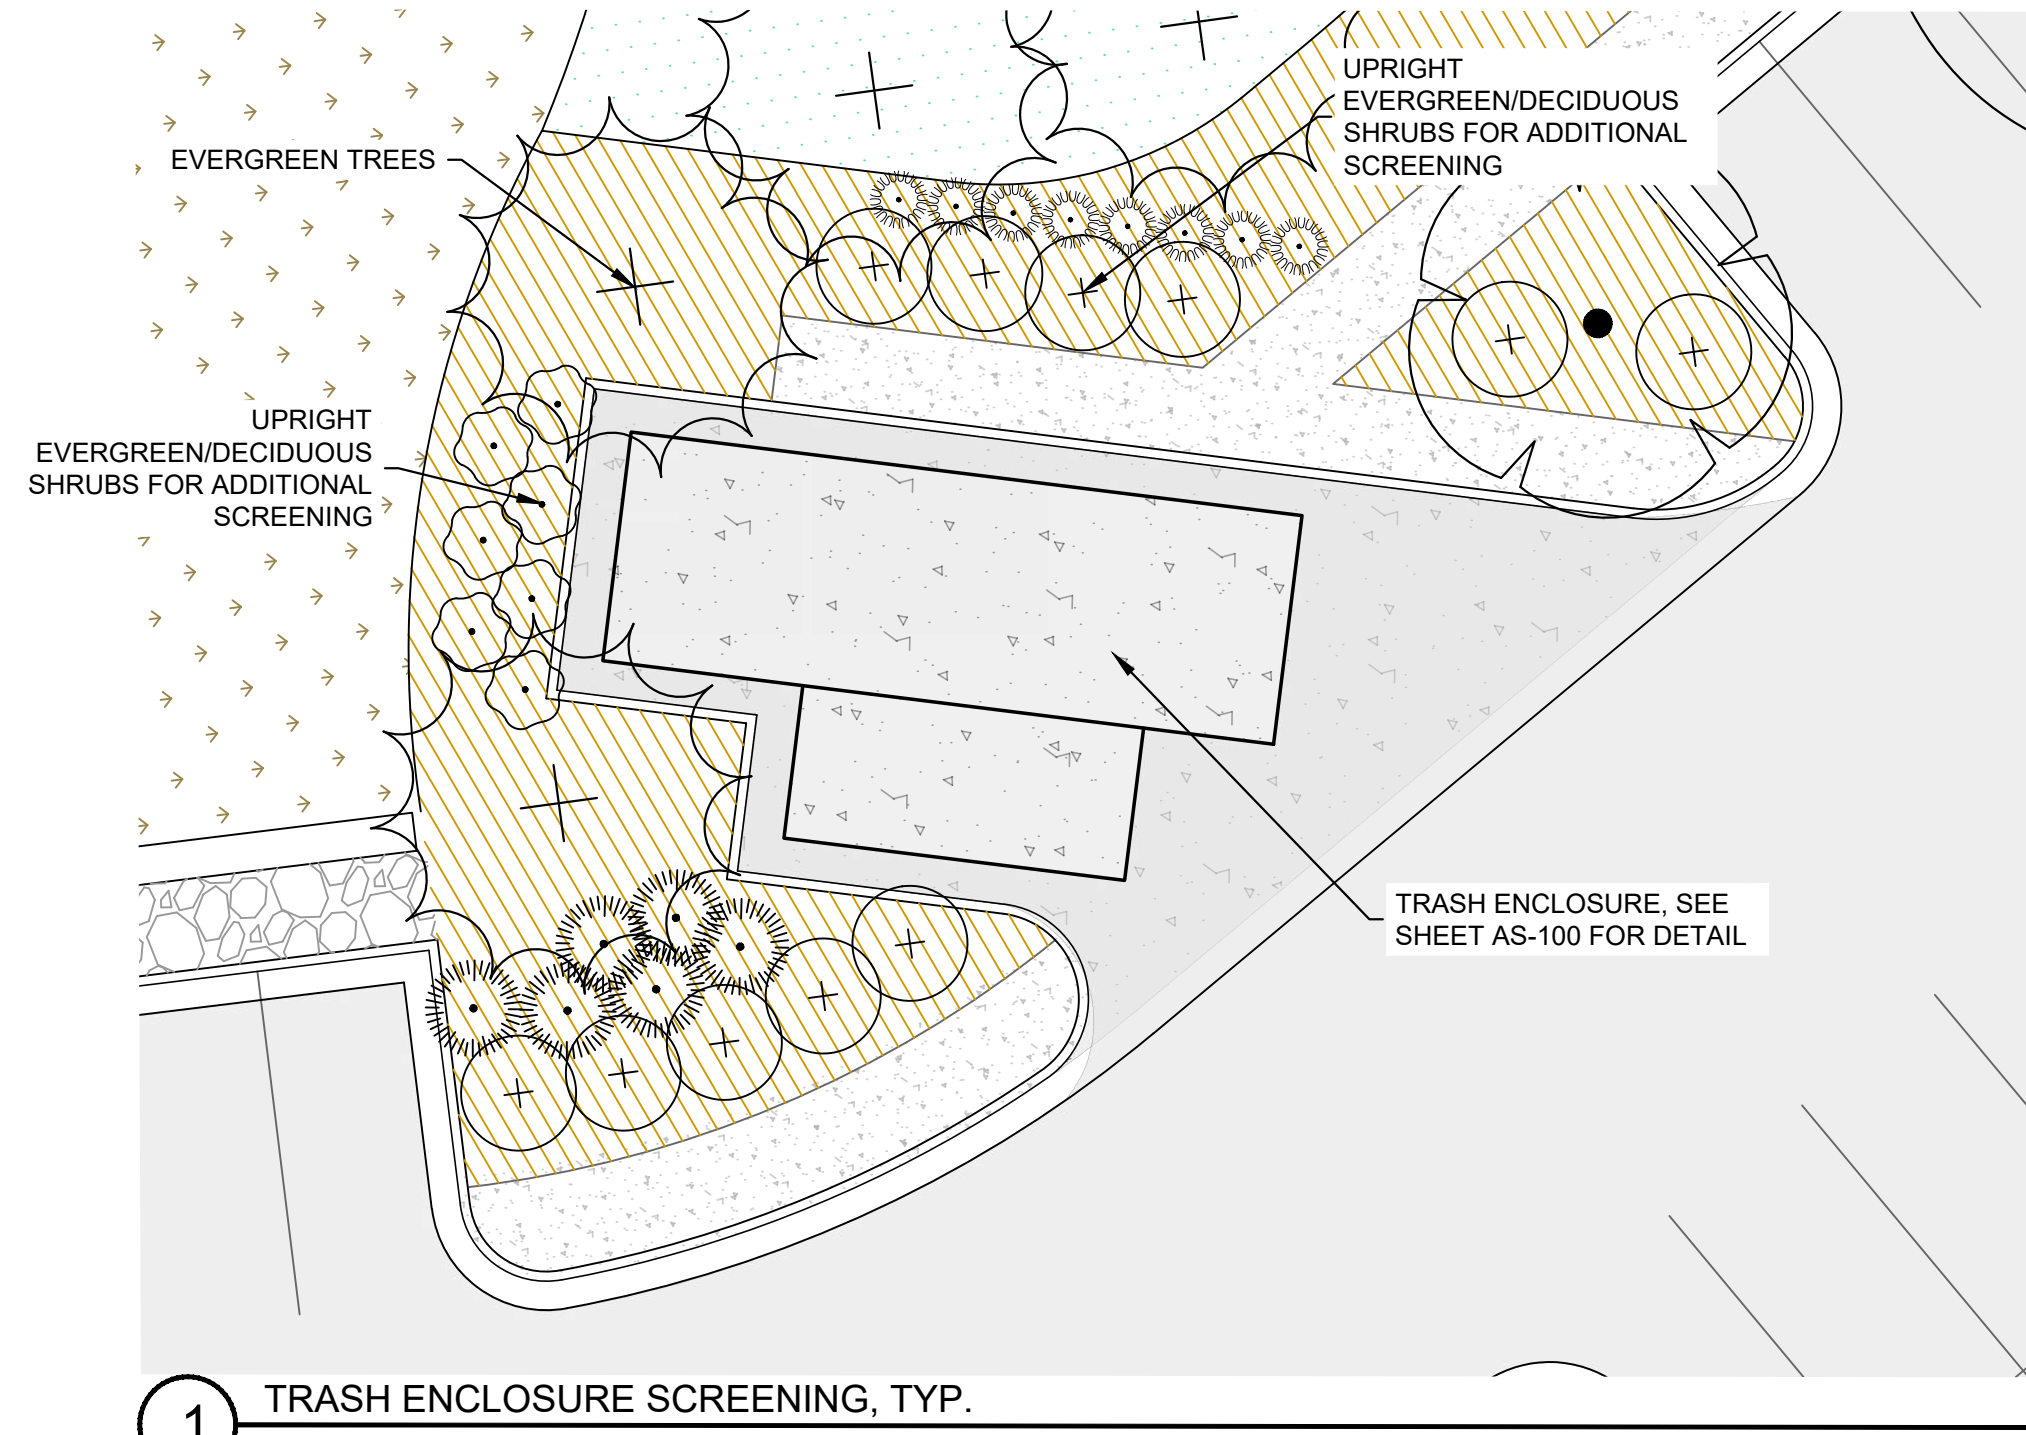 UPRIGHT
EVERGREEN/DECIDUOUS
SHRUBS FOR ADDITIONAL
SCREENING
EVERGREEN TREES
UPRIGHT
EVERGREEN/DECIDUOUS
SHRUBS FOR ADDITIONAL
SCREENING
TRASH ENCLOSURE, SEE
SHEET AS-100 FOR DETAIL
1
TRASH ENCLOSURE SCREENING, TYP.